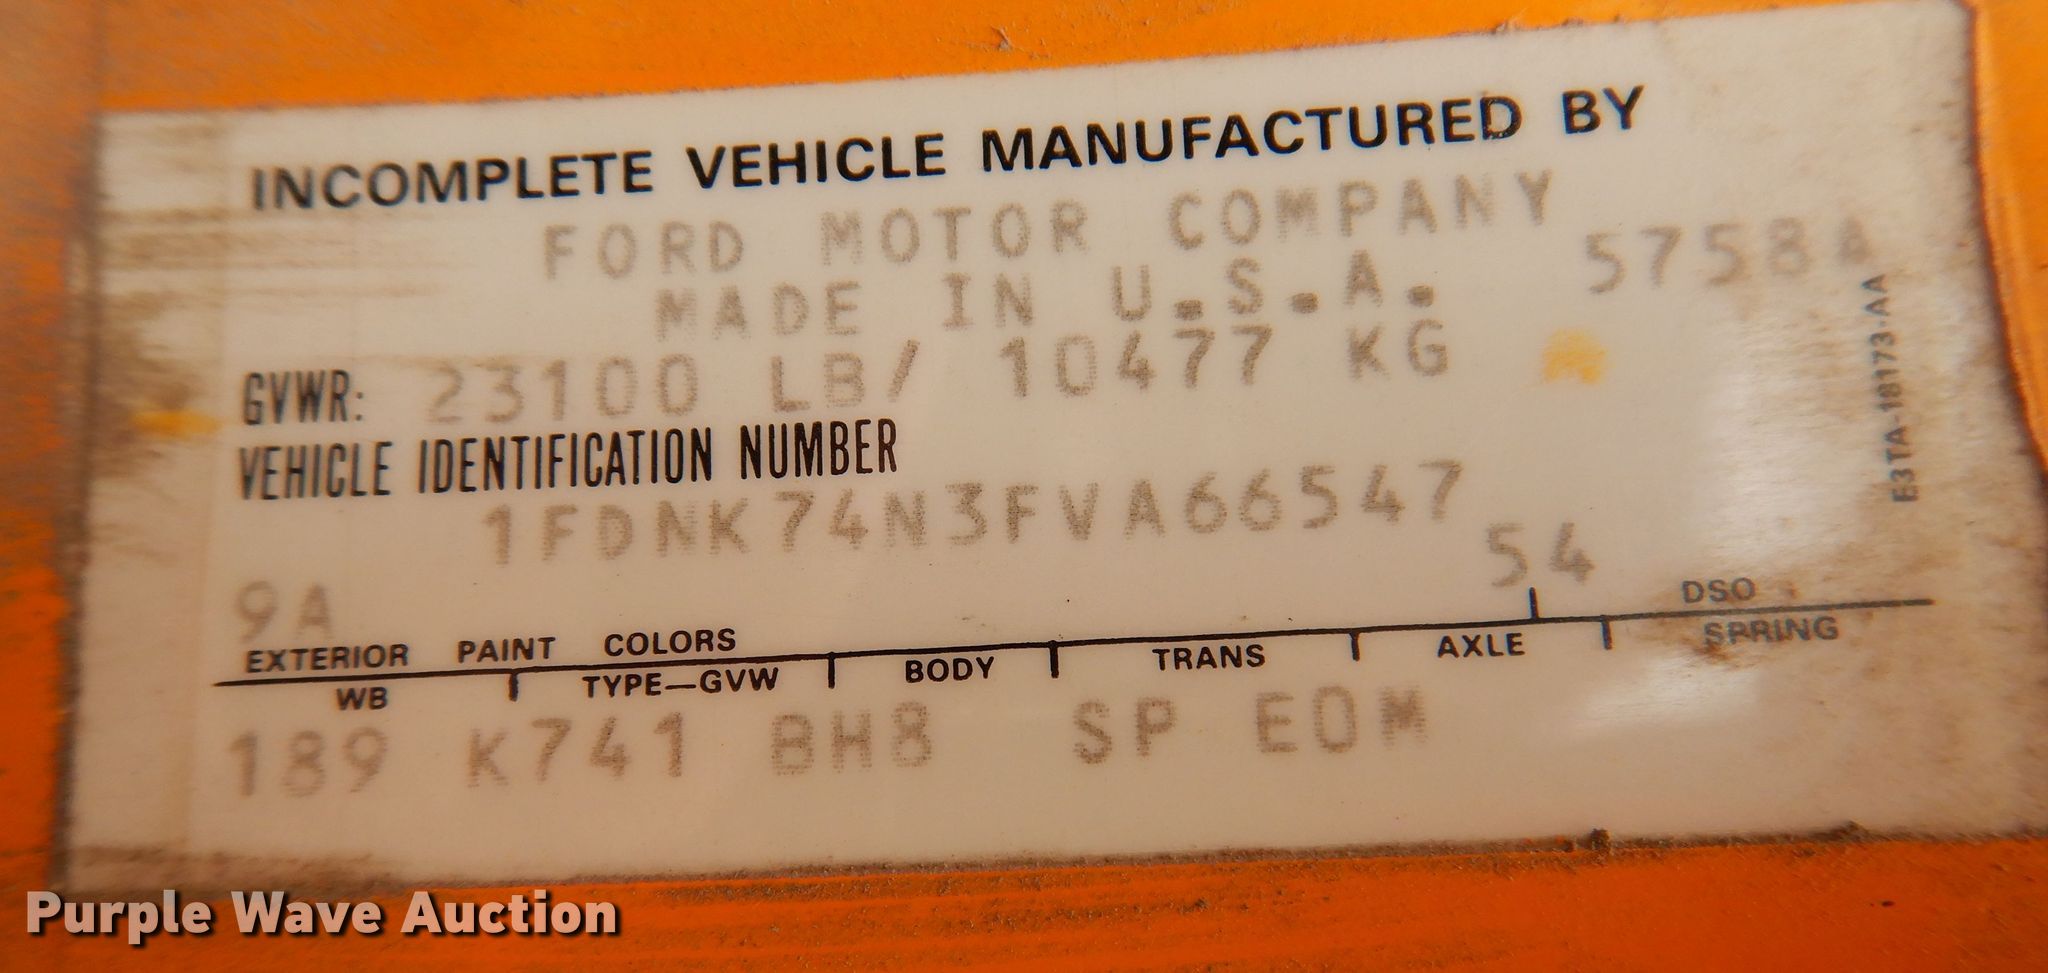 INCOMPLETE VEHICLE MANUFACTURED BY
FORD MOTOR COMPANY
MADE IN U.S.A. 5758A
GVWR: 23100 LB/ 10477 KG
VEHICLE IDENTIFICATION NUMBER
1FDNK74N3FVA66547
E3TA-18173-AA
9A 54
EXTERIOR PAINT COLORS DSO
WB TYPE—GVW BODY TRANS AXLE SPRING
189 K741 BH8 SP EOM
Purple Wave Auction